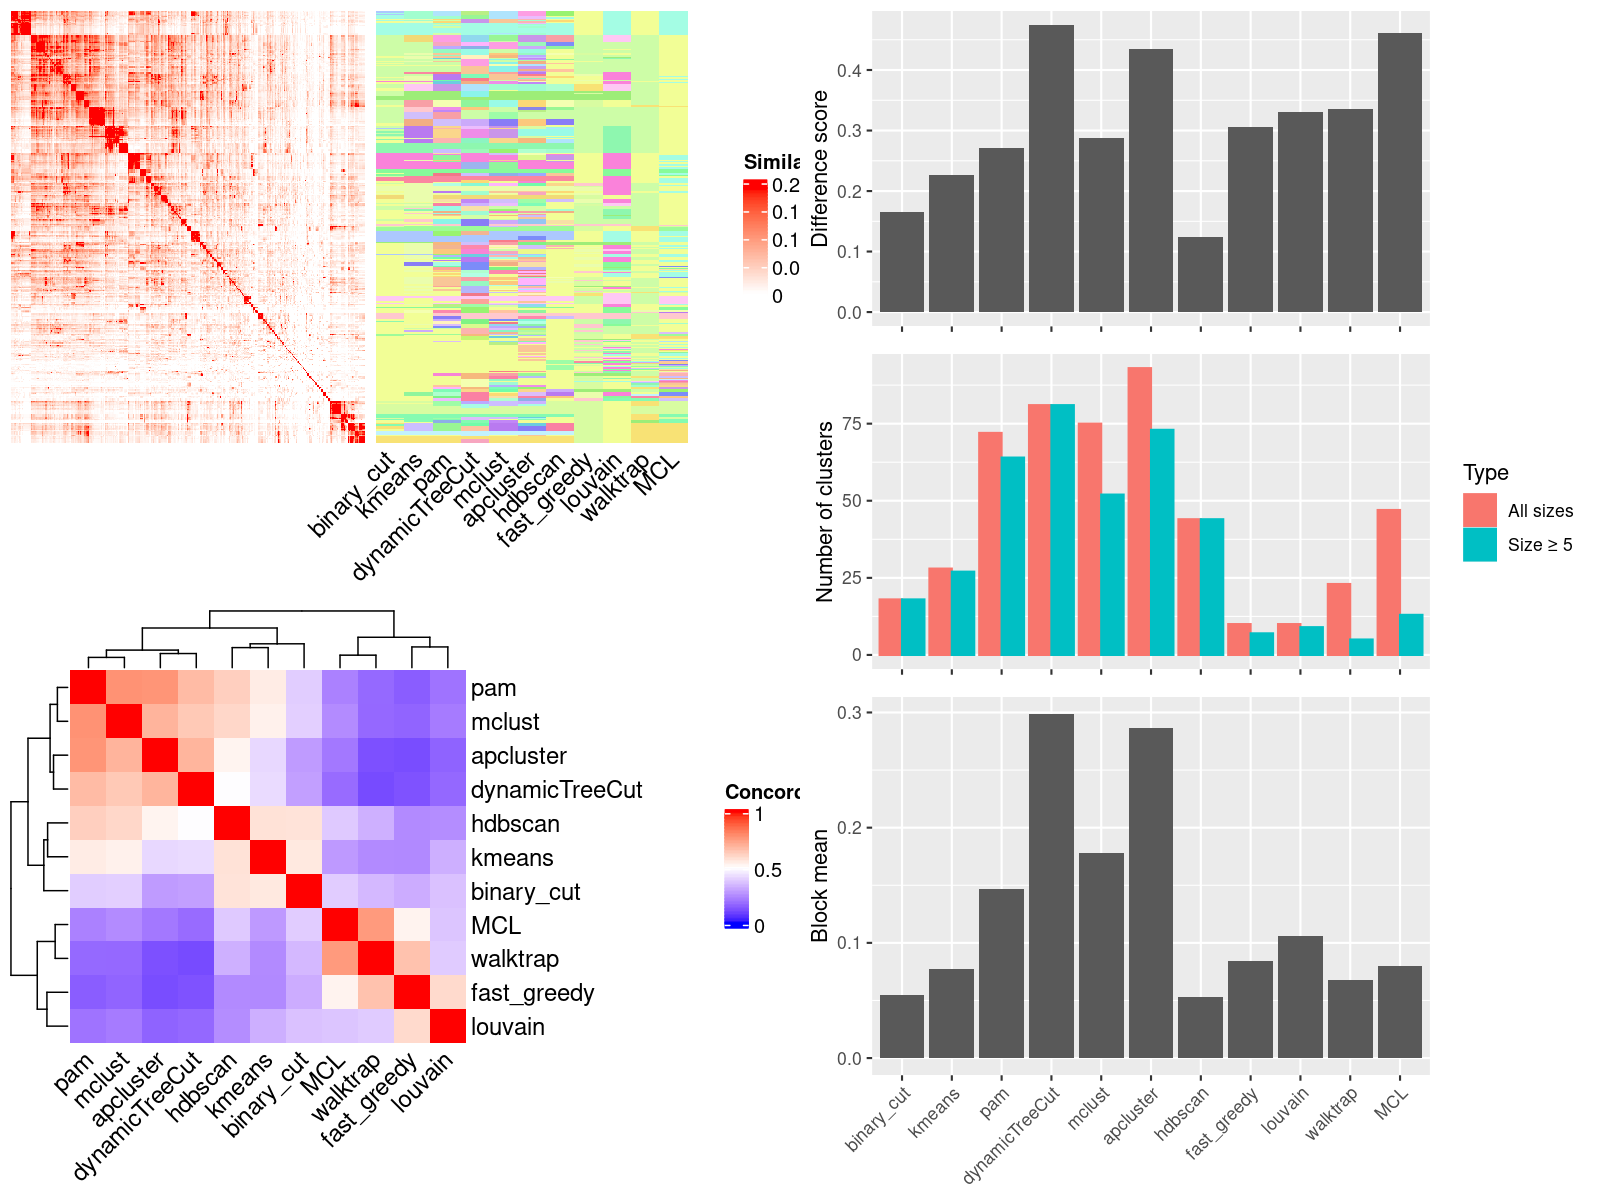 Simila
0.2
0.1
0.1
0.0
0
binary_cut
kmeans
pam
dynamicTreeCut
mclust
apcluster
hdbscan
fast_greedy
louvain
walktrap
MCL
pam
mclust
apcluster
dynamicTreeCut
hdbscan
kmeans
binary_cut
MCL
walktrap
fast_greedy
louvain
pam
mclust
apcluster
dynamicTreeCut
hdbscan
kmeans
binary_cut
MCL
walktrap
fast_greedy
louvain
Concord
1
0.5
0
Difference score
0.4
0.3
0.2
0.1
0.0
Number of clusters
75
50
25
0
Type
All sizes
Size ≥ 5
Block mean
0.3
0.2
0.1
0.0
binary_cut
kmeans
pam
dynamicTreeCut
mclust
apcluster
hdbscan
fast_greedy
louvain
walktrap
MCL